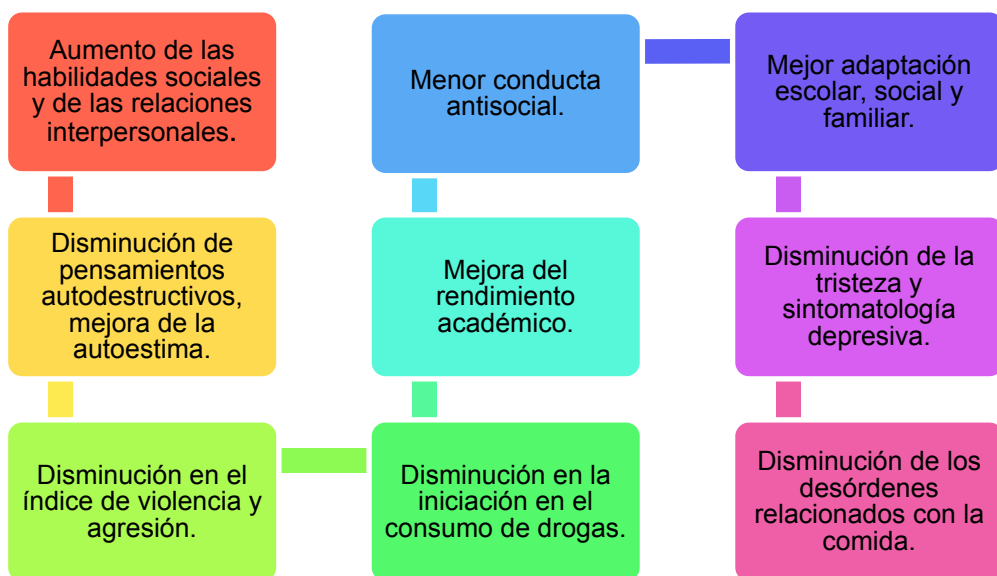 Aumento de las
habilidades sociales
y de las relaciones
interpersonales.
Disminución de
pensamientos
autodestructivos,
mejora de la
autoestima.
Disminución en el
índice de violencia y
agresión.
Disminución en la
iniciación en el
consumo de drogas.
Mejora del
rendimiento
académico.
Menor conducta
antisocial.
Mejor adaptación
escolar, social y
familiar.
Disminución de la
tristeza y
sintomatología
depresiva.
Disminución de los
desórdenes
relacionados con la
comida.